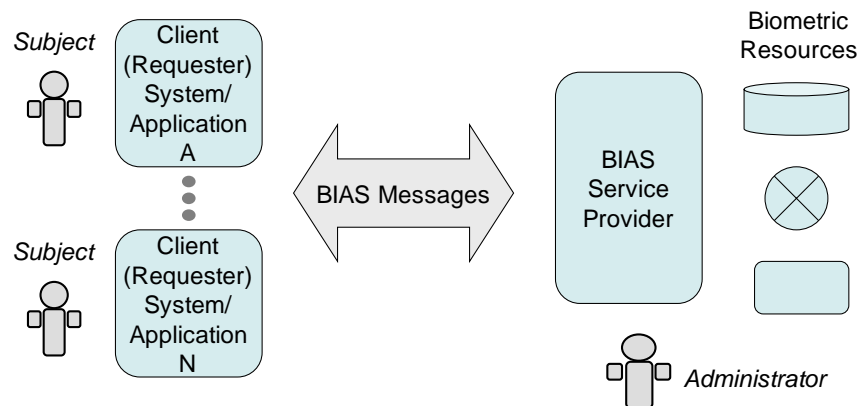 Subject
Client
(Requester)
System/
Application
A
Subject
Client
(Requester)
System/
Application
N
BIAS Messages
BIAS
Service
Provider
Biometric
Resources
Administrator